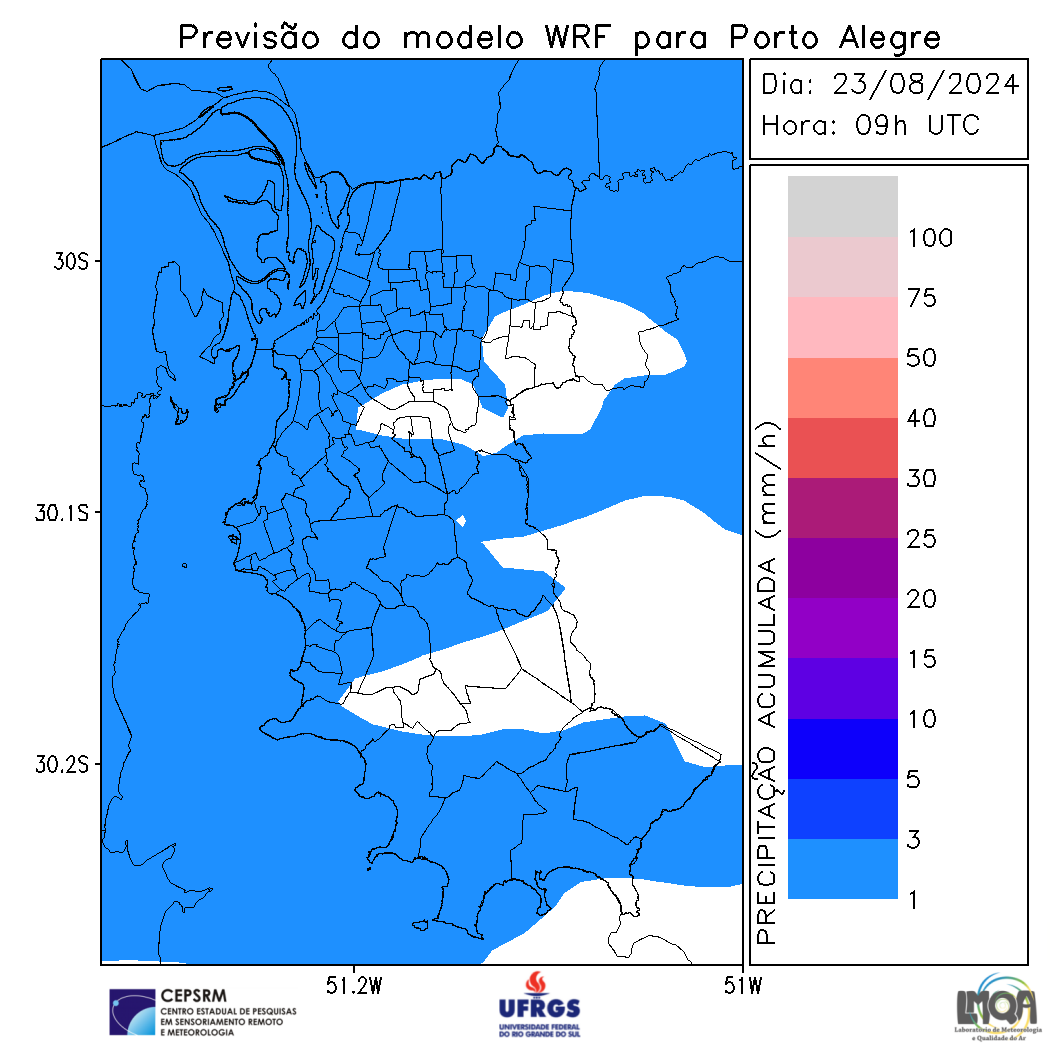 Previsão do modelo WRF para Porto Alegre
Dia: 23/08/2024
Hora: 09h UTC
30S
30.1S
30.2S
51.2W
51W
PRECIPITAÇÃO ACUMULADA (mm/h)
100
75
50
40
30
25
20
15
10
5
3
1
CEPSRM
CENTRO ESTADUAL DE PESQUISAS
EM SENSORIAMENTO REMOTO
E METEOROLOGIA
UFRGS
UNIVERSIDADE FEDERAL
DO RIO GRANDE DO SUL
LMQA
Laboratório de Meteorologia
e Qualidade do Ar